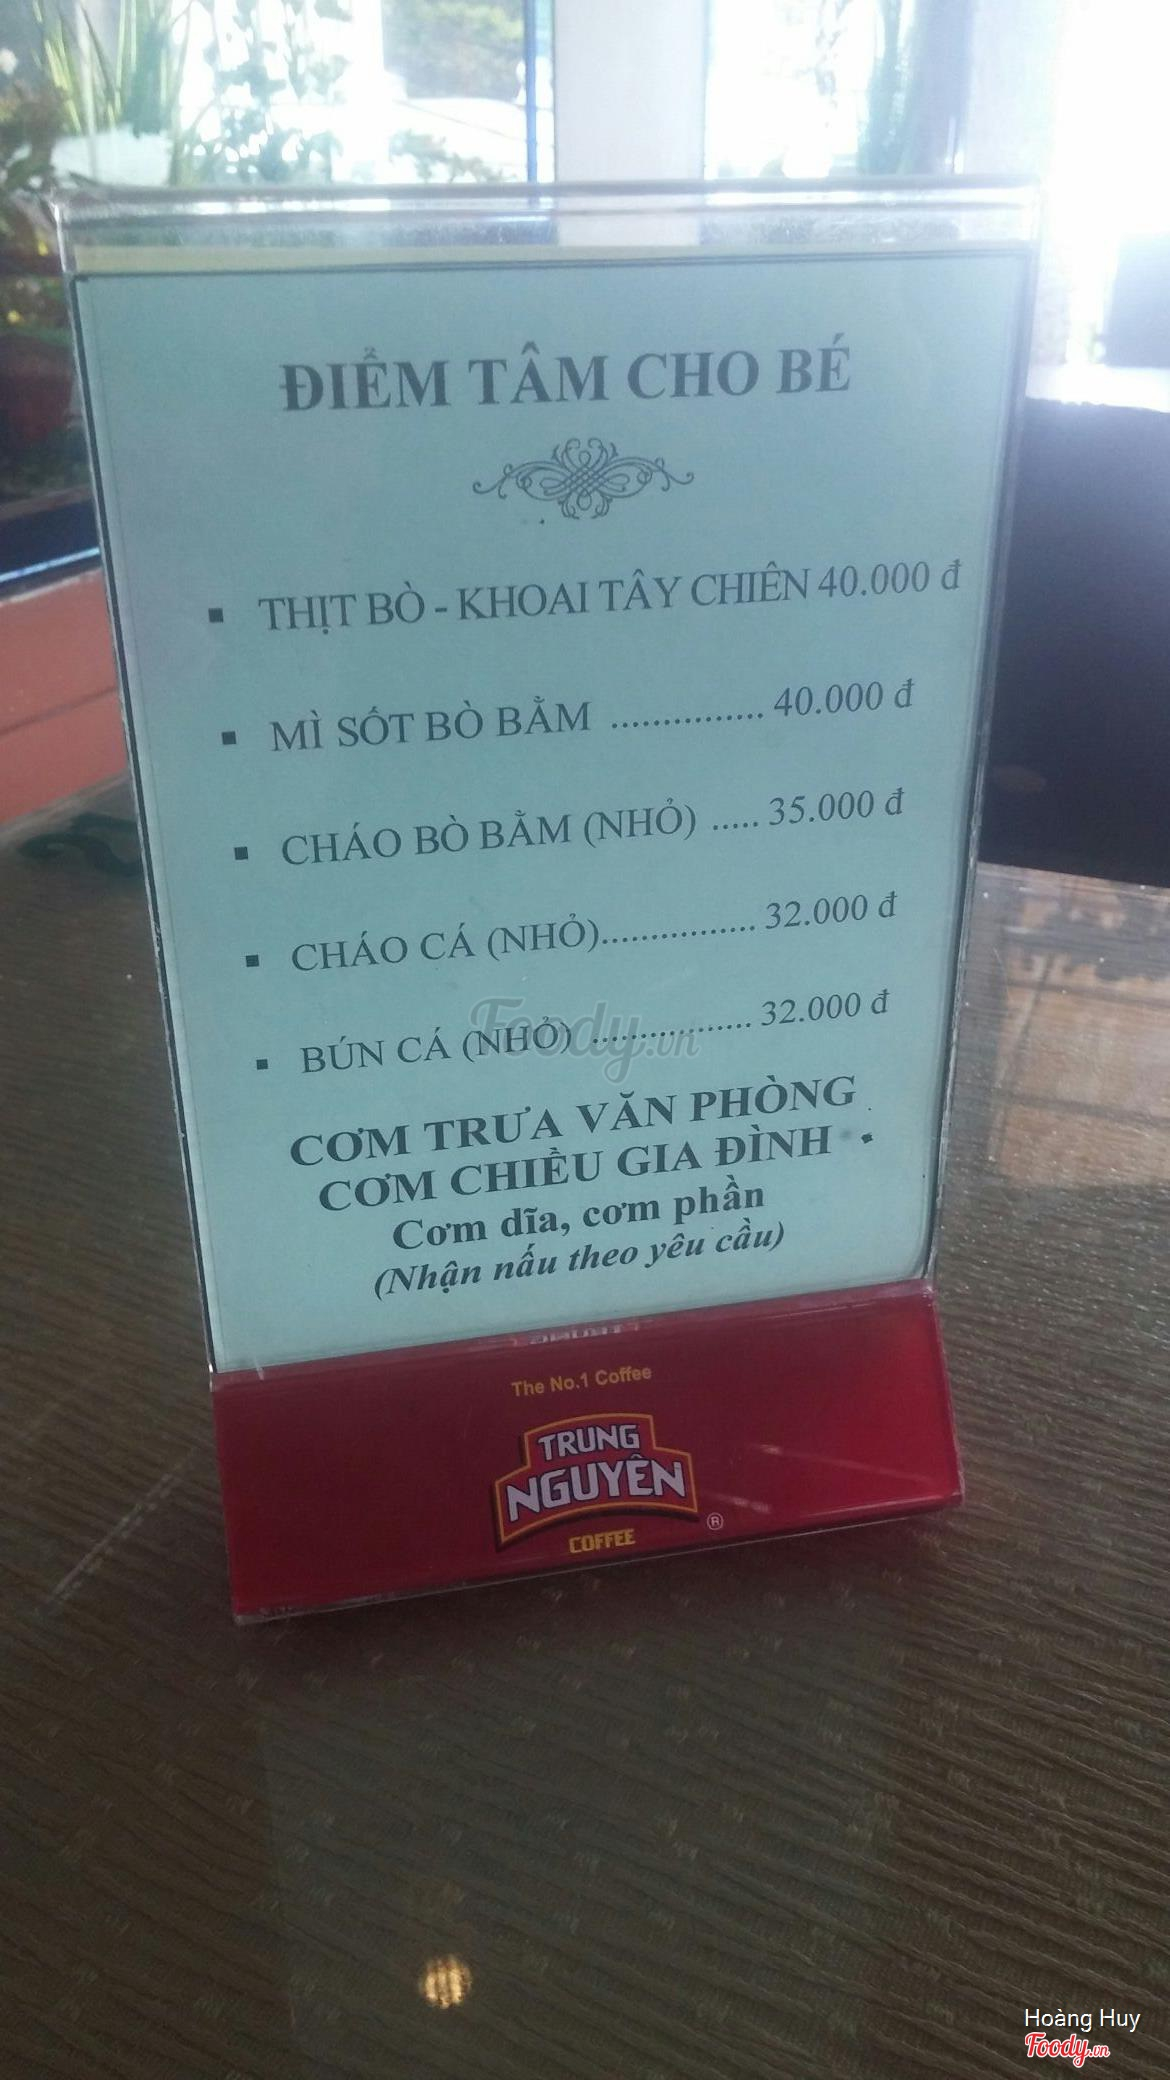 ĐIỂM TÂM CHO BÉ
▪ THỊT BÒ - KHOAI TÂY CHIÊN 40.000 đ
▪ MÌ SỐT BÒ BẰM ............... 40.000 đ
▪ CHÁO BÒ BẰM (NHỎ) ..... 35.000 đ
▪ CHÁO CÁ (NHỎ)............... 32.000 đ
▪ BÚN CÁ (NHỎ) ................ 32.000 đ
Foody.vn
CƠM TRƯA VĂN PHÒNG
CƠM CHIỀU GIA ĐÌNH
Cơm dĩa, cơm phần
(Nhận nấu theo yêu cầu)
The No.1 Coffee
TRUNG
NGUYÊN
®
COFFEE
Hoàng Huy
Foody.vn